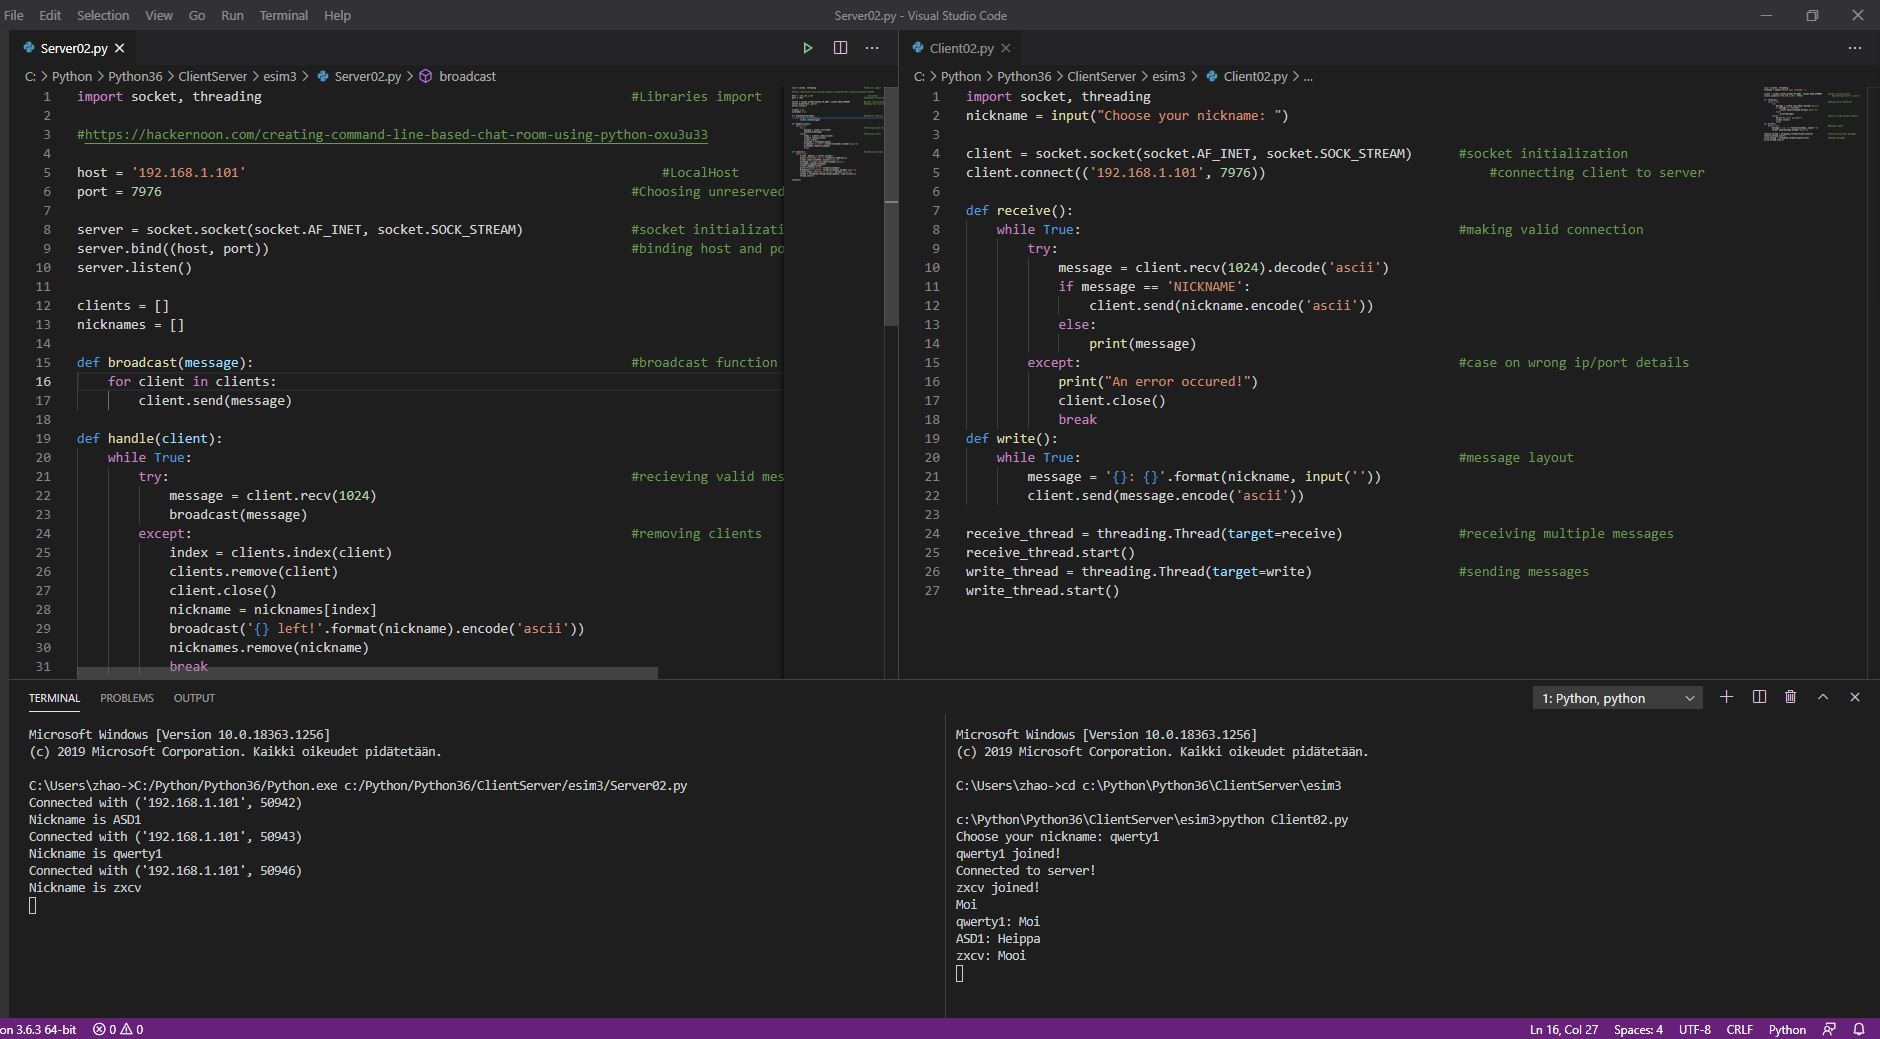 File Edit Selection View Go Run Terminal Help
Server02.py - Visual Studio Code
Server02.py
C: > Python > Python36 > ClientServer > esim3 > Server02.py > broadcast
1 import socket, threading #Libraries import
2
3 #https://hackernoon.com/creating-command-line-based-chat-room-using-python-oxu3u33
4
5 host = '192.168.1.101' #LocalHost
6 port = 7976 #Choosing unreserved
7
8 server = socket.socket(socket.AF_INET, socket.SOCK_STREAM) #socket initializati
9 server.bind((host, port)) #binding host and po
10 server.listen()
11
12 clients = []
13 nicknames = []
14
15 def broadcast(message): #broadcast function
16 for client in clients:
17 client.send(message)
18
19 def handle(client):
20 while True:
21 try: #recieving valid mes
22 message = client.recv(1024)
23 broadcast(message)
24 except: #removing clients
25 index = clients.index(client)
26 clients.remove(client)
27 client.close()
28 nickname = nicknames[index]
29 broadcast('{} left!'.format(nickname).encode('ascii'))
30 nicknames.remove(nickname)
31 break
Client02.py
C: > Python > Python36 > ClientServer > esim3 > Client02.py > ...
1 import socket, threading
2 nickname = input("Choose your nickname: ")
3
4 client = socket.socket(socket.AF_INET, socket.SOCK_STREAM) #socket initialization
5 client.connect(('192.168.1.101', 7976)) #connecting client to server
6
7 def receive():
8 while True: #making valid connection
9 try:
10 message = client.recv(1024).decode('ascii')
11 if message == 'NICKNAME':
12 client.send(nickname.encode('ascii'))
13 else:
14 print(message)
15 except: #case on wrong ip/port details
16 print("An error occured!")
17 client.close()
18 break
19 def write():
20 while True: #message layout
21 message = '{}: {}'.format(nickname, input(''))
22 client.send(message.encode('ascii'))
23
24 receive_thread = threading.Thread(target=receive) #receiving multiple messages
25 receive_thread.start()
26 write_thread = threading.Thread(target=write) #sending messages
27 write_thread.start()
TERMINAL PROBLEMS OUTPUT
1: Python, python
Microsoft Windows [Version 10.0.18363.1256]
(c) 2019 Microsoft Corporation. Kaikki oikeudet pidätetään.
C:\Users\zhao->C:/Python/Python36/Python.exe c:/Python/Python36/ClientServer/esim3/Server02.py
Connected with ('192.168.1.101', 50942)
Nickname is ASD1
Connected with ('192.168.1.101', 50943)
Nickname is qwerty1
Connected with ('192.168.1.101', 50946)
Nickname is zxcv
Microsoft Windows [Version 10.0.18363.1256]
(c) 2019 Microsoft Corporation. Kaikki oikeudet pidätetään.
C:\Users\zhao->cd c:\Python\Python36\ClientServer\esim3
c:\Python\Python36\ClientServer\esim3>python Client02.py
Choose your nickname: qwerty1
qwerty1 joined!
Connected to server!
zxcv joined!
Moi
qwerty1: Moi
ASD1: Heippa
zxcv: Mooi
on 3.6.3 64-bit 0 0
Ln 16, Col 27 Spaces: 4 UTF-8 CRLF Python